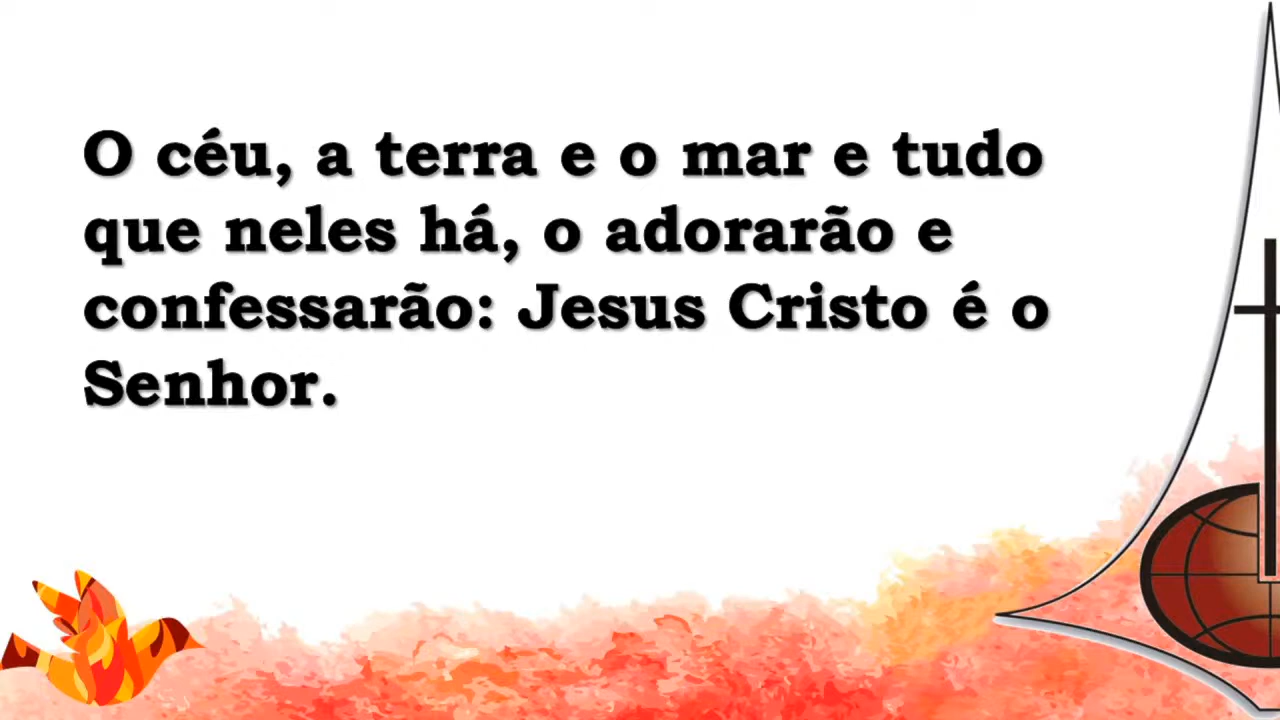 O céu, a terra e o mar e tudo
que neles há, o adorarão e
confessarão: Jesus Cristo é o
Senhor.